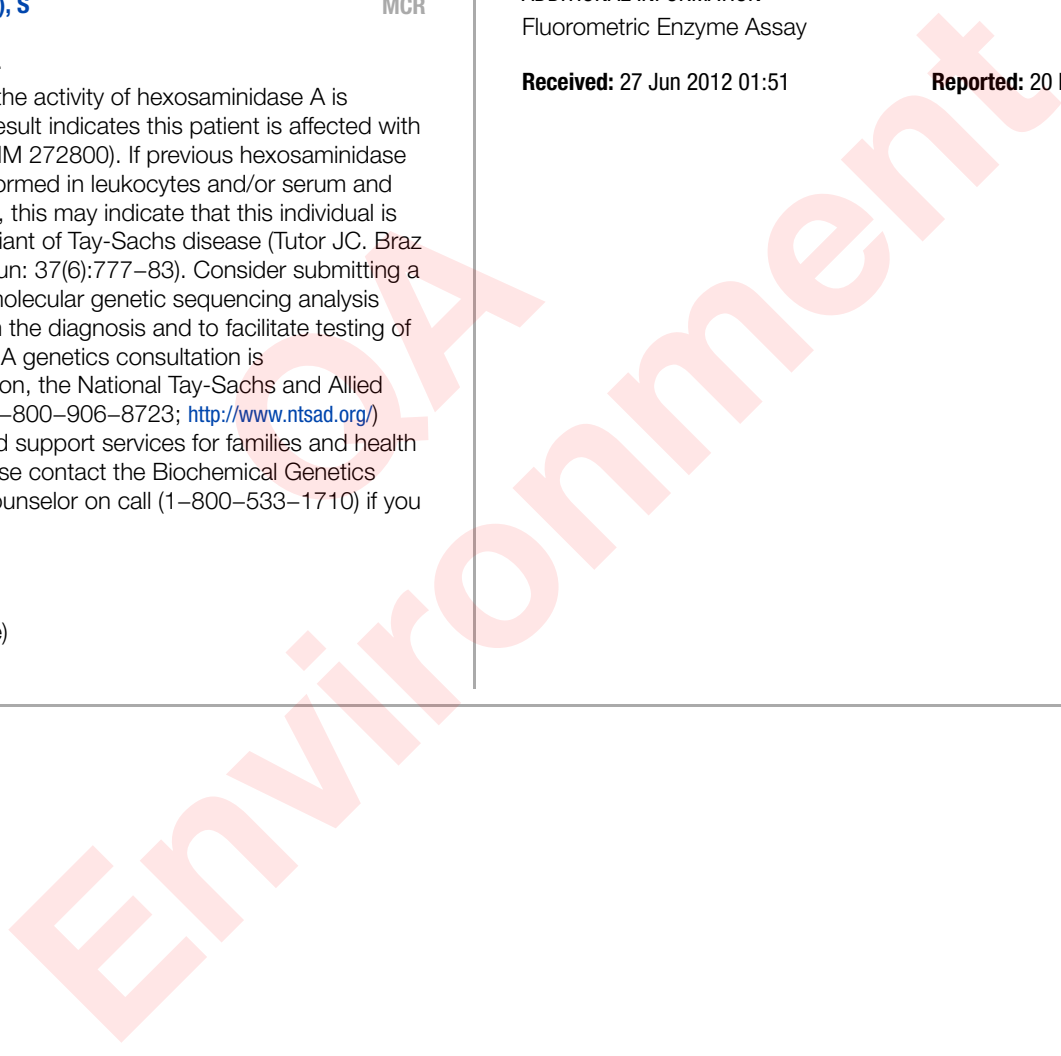 ), S MCR
the activity of hexosaminidase A is
esult indicates this patient is affected with
IM 272800). If previous hexosaminidase
ormed in leukocytes and/or serum and
, this may indicate that this individual is
iant of Tay-Sachs disease (Tutor JC. Braz
un: 37(6):777–83). Consider submitting a
nolecular genetic sequencing analysis
n the diagnosis and to facilitate testing of
A genetics consultation is
on, the National Tay-Sachs and Allied
–800–906–8723; http://www.ntsad.org/)
d support services for families and health
se contact the Biochemical Genetics
ounselor on call (1–800–533–1710) if you
e)
ADDITIONAL INFORMATION
Fluorometric Enzyme Assay
Received: 27 Jun 2012 01:51 Reported: 20
QA
Environment